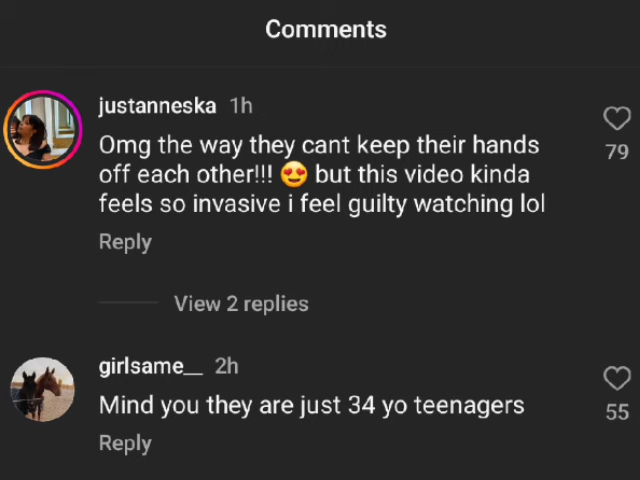 Comments
justanneska 1h
Omg the way they cant keep their hands
off each other!!! 😍 but this video kinda
feels so invasive i feel guilty watching lol
79
Reply
View 2 replies
girlsame__ 2h
Mind you they are just 34 yo teenagers
55
Reply